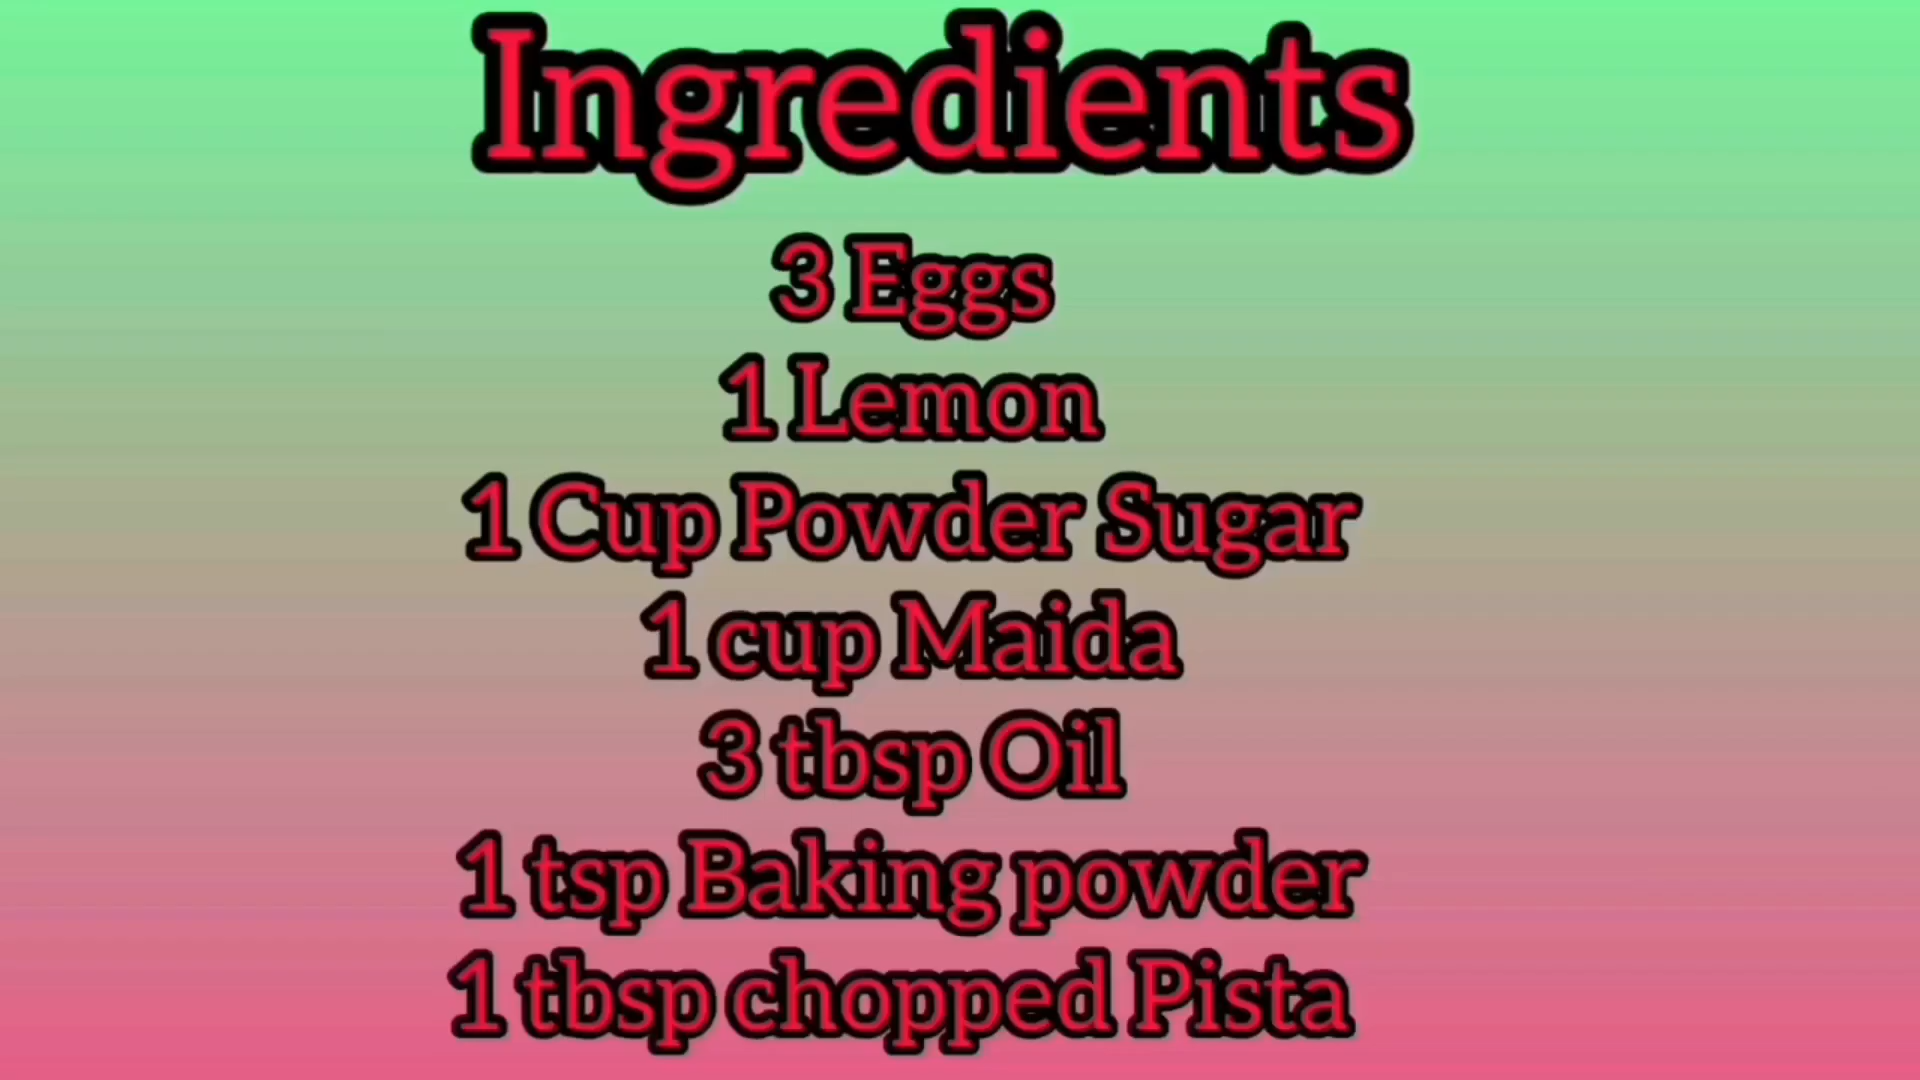 Ingredients
3 Eggs
1 Lemon
1 Cup Powder Sugar
1 cup Maida
3 tbsp Oil
1 tsp Baking powder
1 tbsp chopped Pista